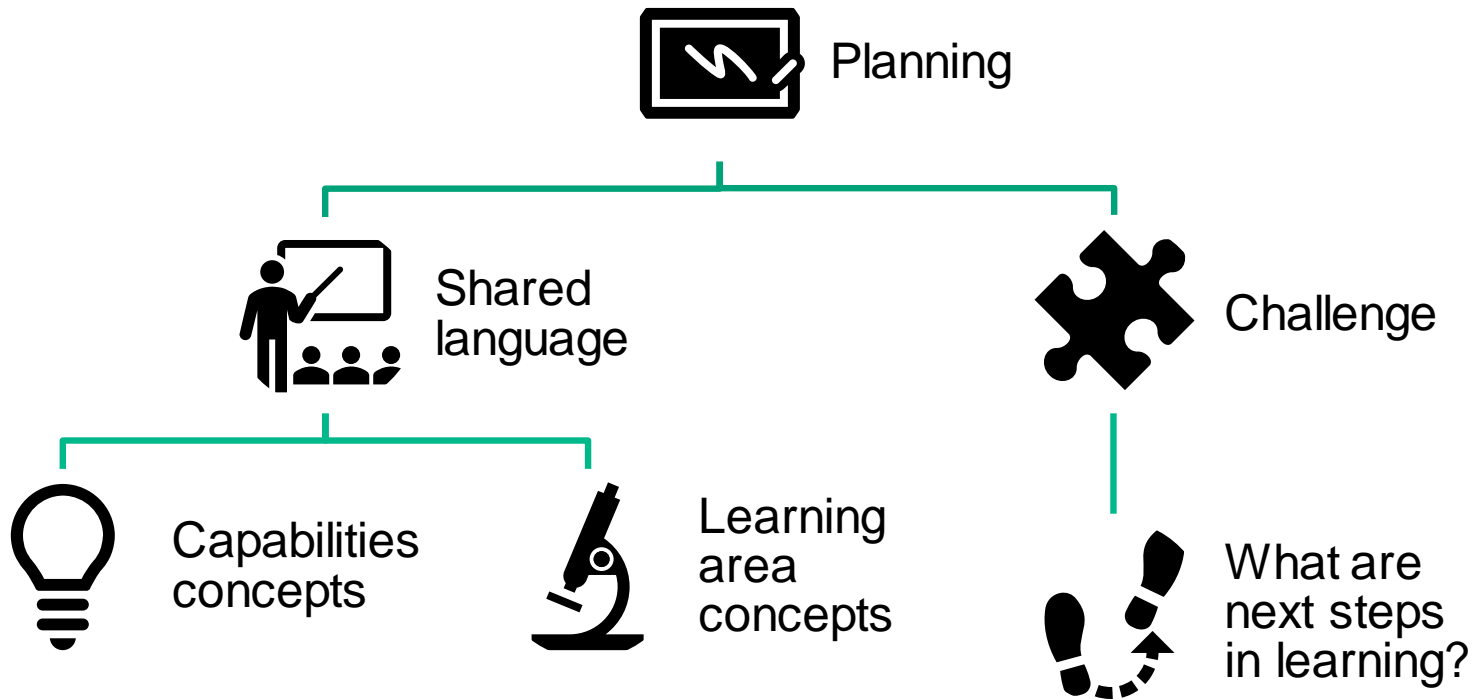 Planning
Shared
language
Challenge
Capabilities
concepts
Learning
area
concepts
What are
next steps
in learning?